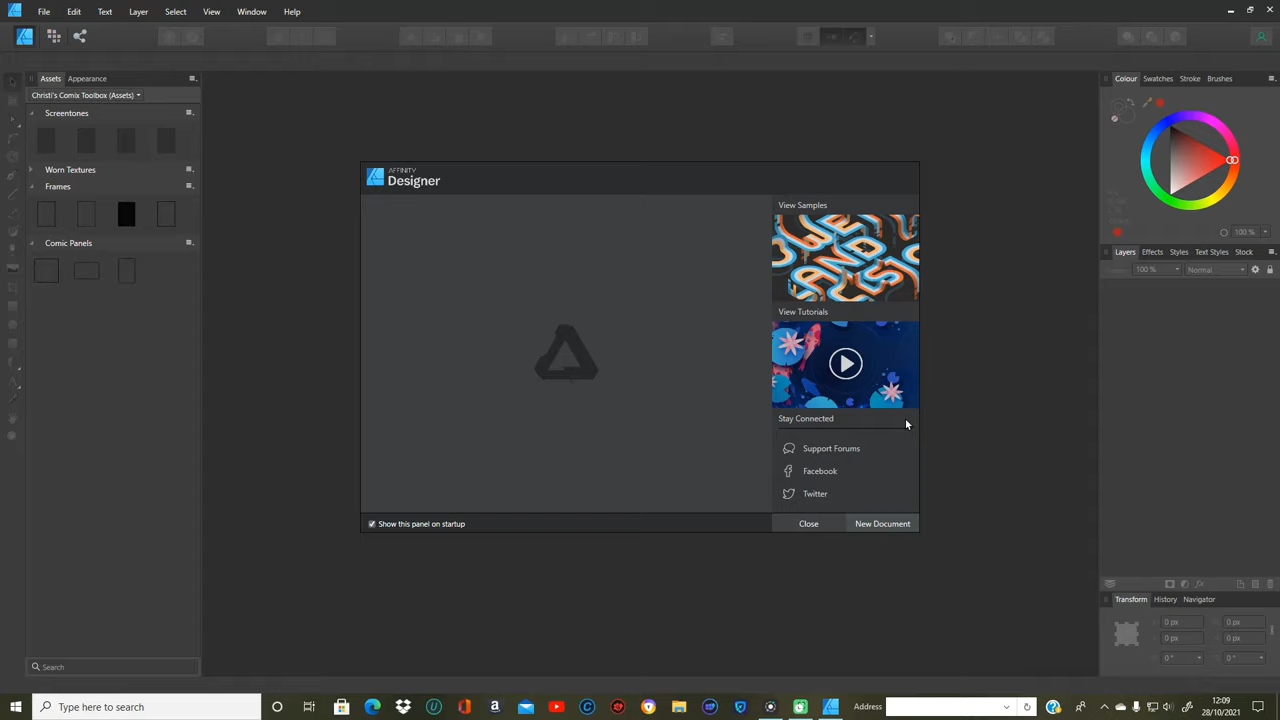 File Edit Text Layer Select View Window Help
Assets Appearance
Christi's Comix Toolbox (Assets)
Screentones
Worn Textures
Frames
Comic Panels
Search
AFFINITY
Designer
View Samples
View Tutorials
Stay Connected
Support Forums
Facebook
Twitter
Show this panel on startup
Close New Document
Colour Swatches Stroke Brushes
100 %
Layers Effects Styles Text Styles Stock
100 % Normal
Transform History Navigator
0 px 0 px
0 px 0 px
0 ° 0 °
Type here to search
Address
12:09
28/10/2021